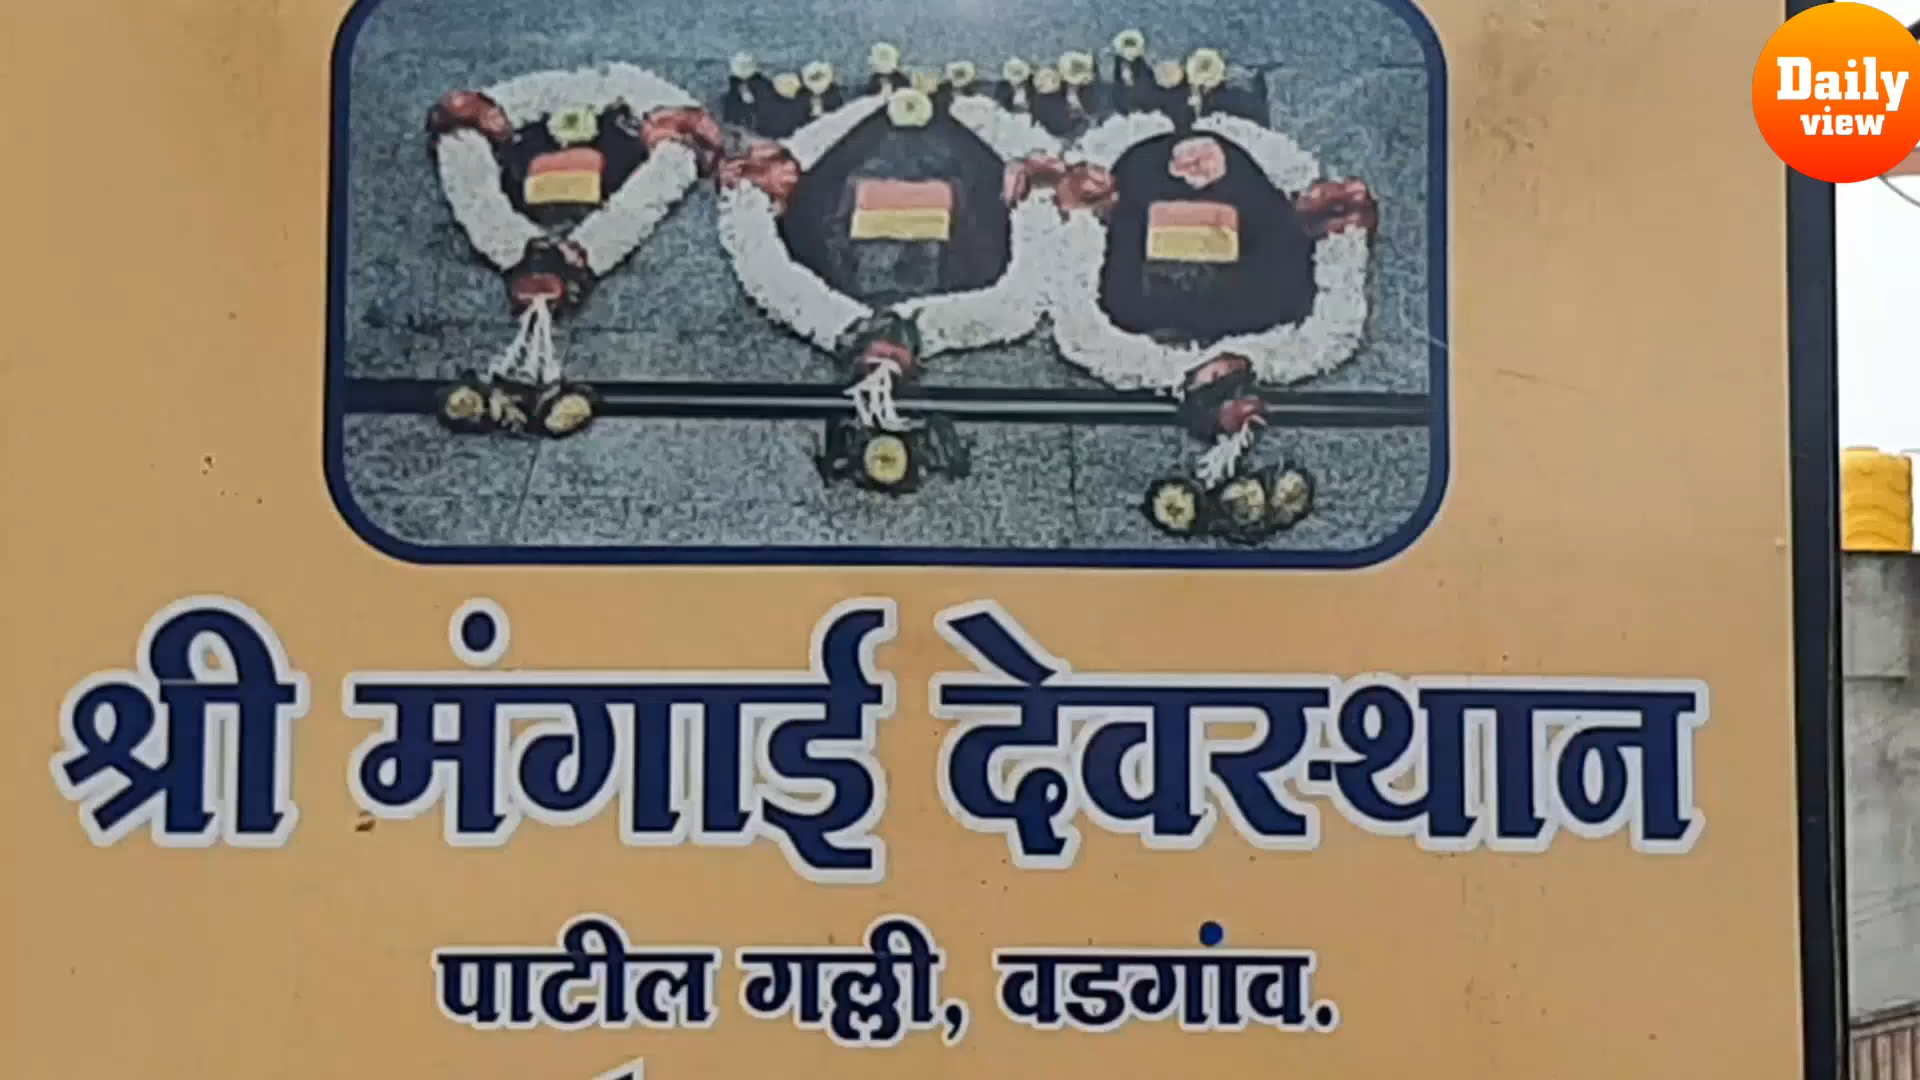 Daily
view
श्री मंगाई देवस्थान
पाटील गल्ली, वडगांव.